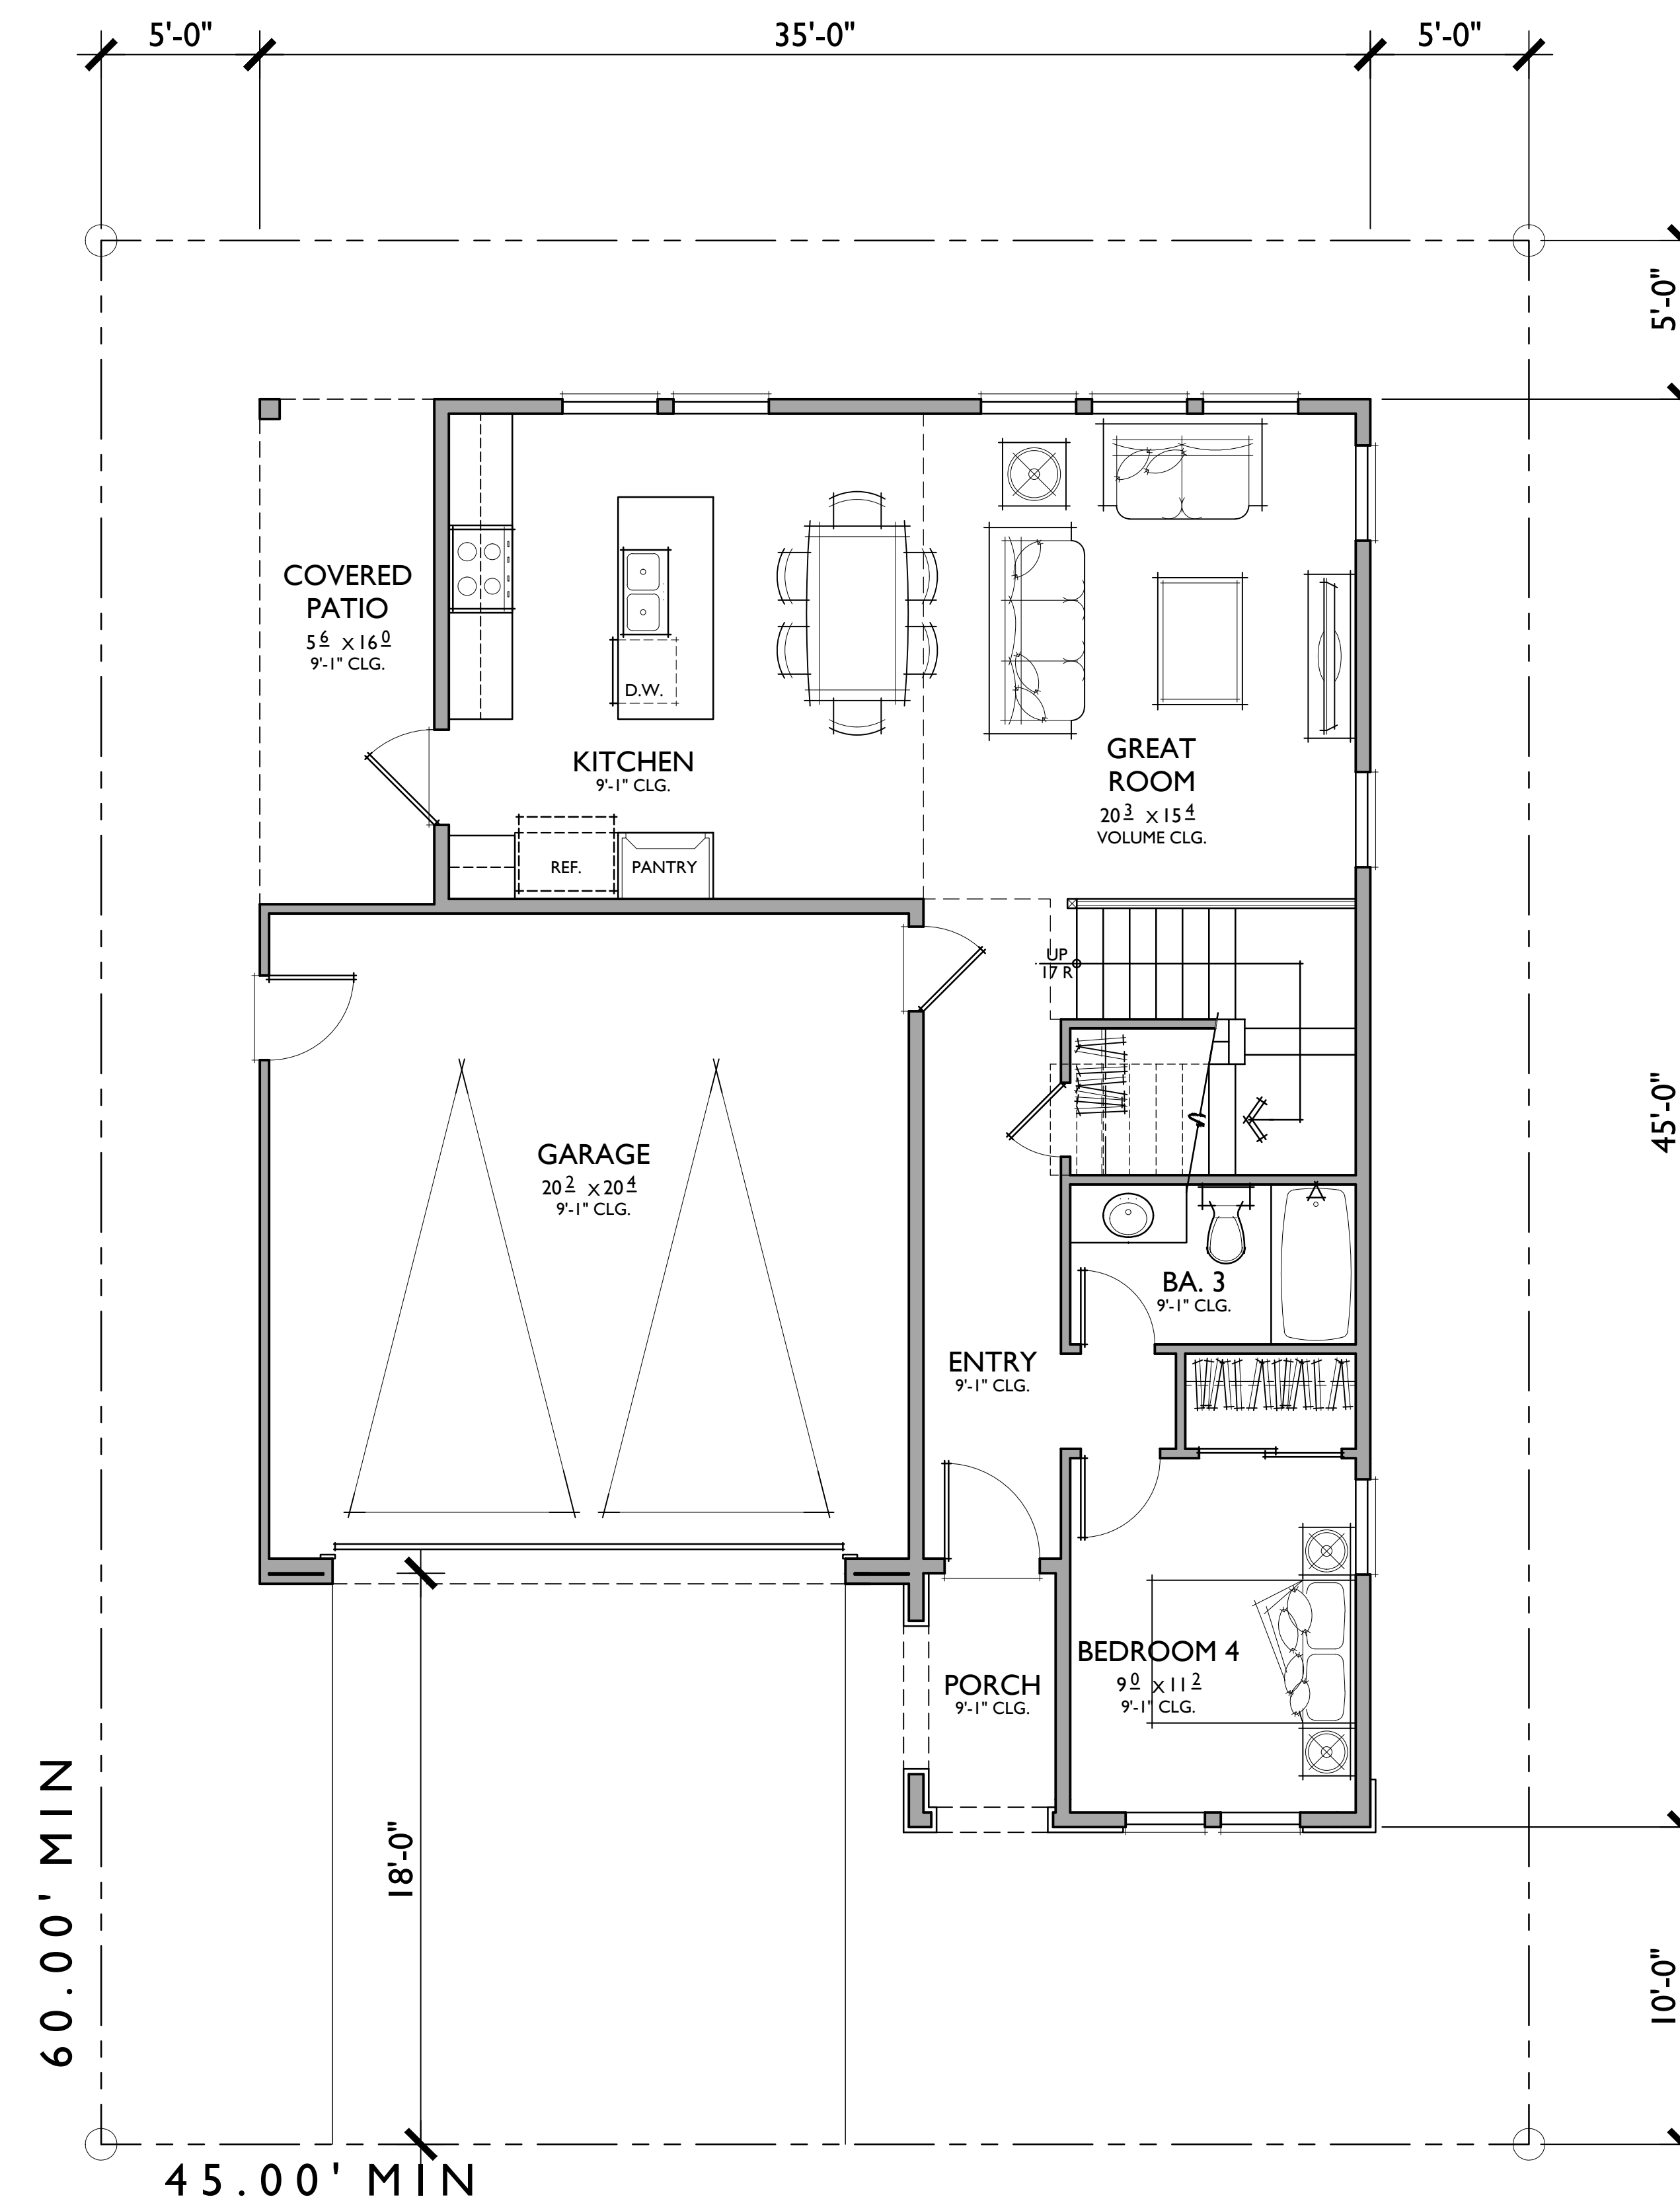 5'-0" 35'-0" 5'-0"
5'-0"
COVERED
PATIO
5 6 X 16 0
9'-1" CLG.
D.W.
KITCHEN
9'-1" CLG.
GREAT
ROOM
20 3 X 15 4
VOLUME CLG.
REF. PANTRY
UP
17 R
45'-0"
GARAGE
20 2 X 20 4
9'-1" CLG.
BA. 3
9'-1" CLG.
ENTRY
9'-1" CLG.
BEDROOM 4
9 0 X 11 2
9'-1" CLG.
PORCH
9'-1" CLG.
18'-0"
60.00' MIN
10'-0"
45.00' MIN